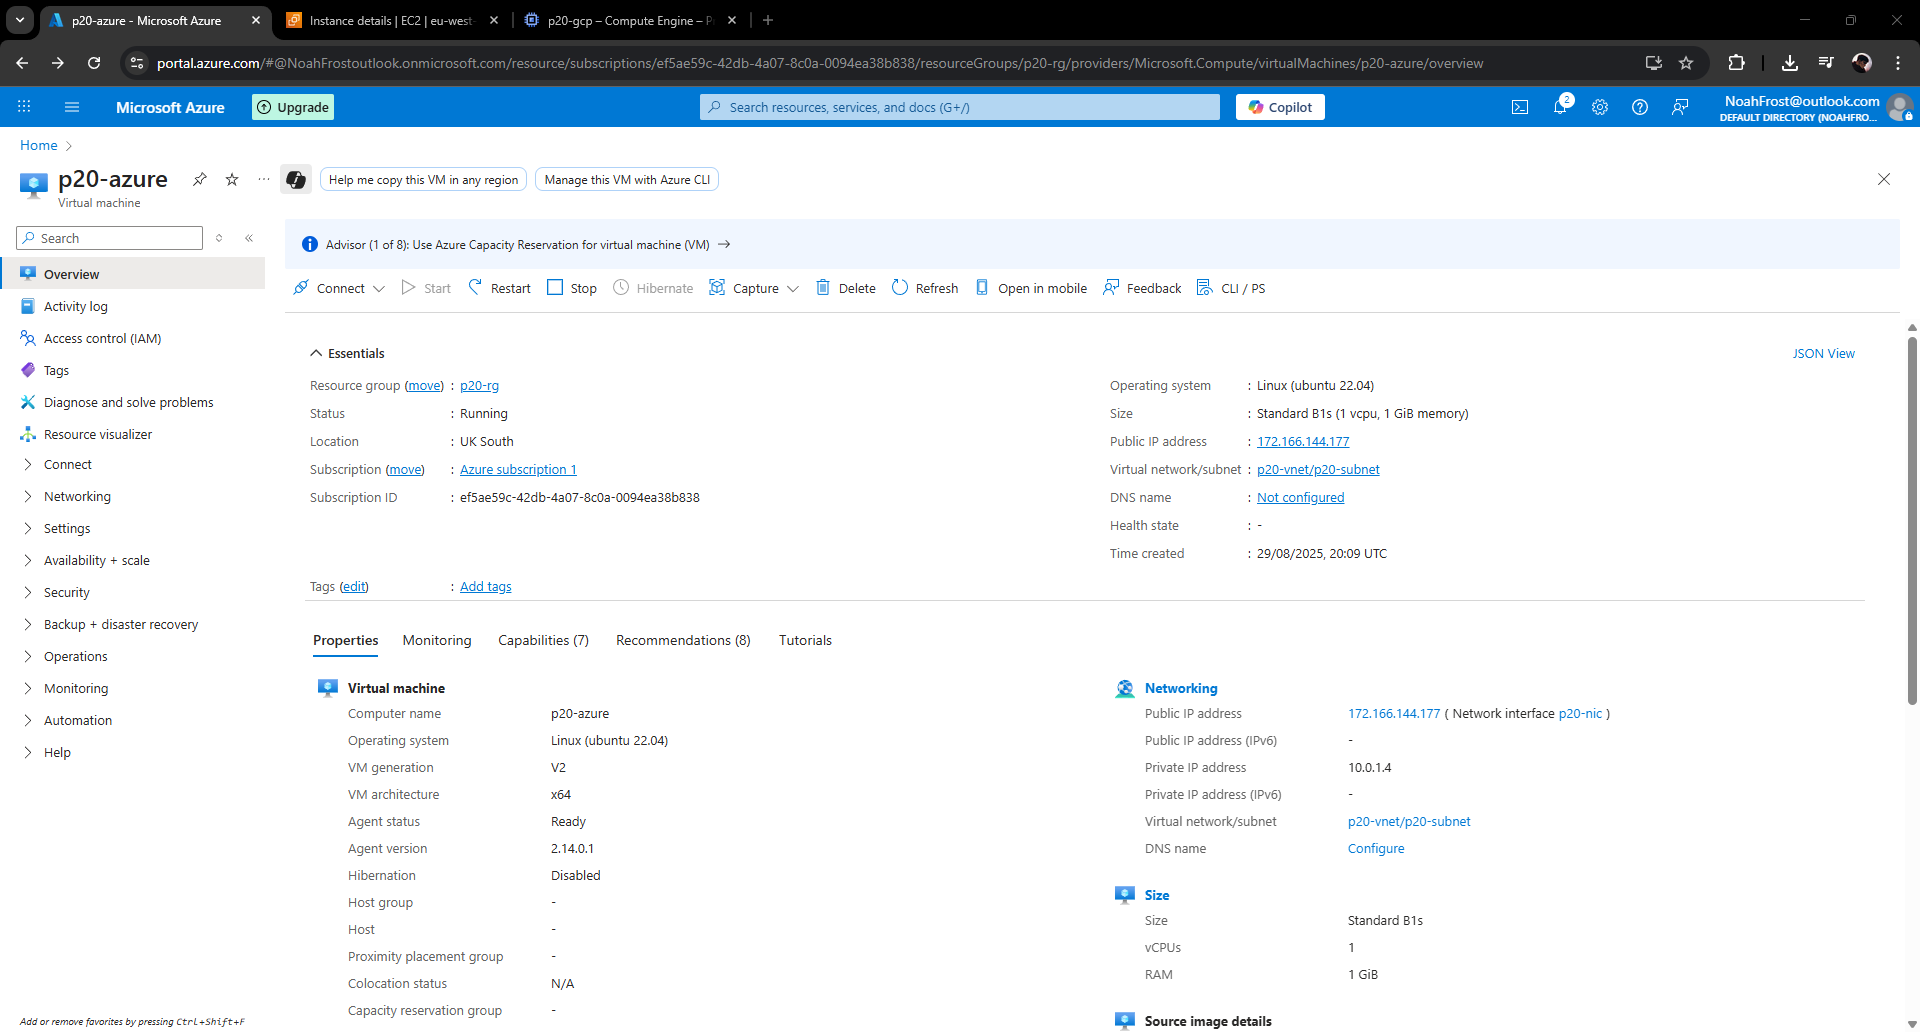 p20-azure - Microsoft Azure
Instance details | EC2 | eu-west-
p20-gcp – Compute Engine – P
portal.azure.com/#@NoahFrostoutlook.onmicrosoft.com/resource/subscriptions/ef5ae59c-42db-4a07-8c0a-0094ea38b838/resourceGroups/p20-rg/providers/Microsoft.Compute/virtualMachines/p20-azure/overview
Microsoft Azure
Upgrade
Search resources, services, and docs (G+/)
Copilot
2
NoahFrost@outlook.com
DEFAULT DIRECTORY (NOAHFRO...
Home
p20-azure
Virtual machine
Help me copy this VM in any region
Manage this VM with Azure CLI
Search
Overview
Activity log
Access control (IAM)
Tags
Diagnose and solve problems
Resource visualizer
Connect
Networking
Settings
Availability + scale
Security
Backup + disaster recovery
Operations
Monitoring
Automation
Help
Add or remove favorites by pressing Ctrl+Shift+F
Advisor (1 of 8): Use Azure Capacity Reservation for virtual machine (VM) →
Connect Start Restart Stop Hibernate Capture Delete Refresh Open in mobile Feedback CLI / PS
Essentials
JSON View
Resource group (move) : p20-rg
Status : Running
Location : UK South
Subscription (move) : Azure subscription 1
Subscription ID : ef5ae59c-42db-4a07-8c0a-0094ea38b838
Operating system : Linux (ubuntu 22.04)
Size : Standard B1s (1 vcpu, 1 GiB memory)
Public IP address : 172.166.144.177
Virtual network/subnet : p20-vnet/p20-subnet
DNS name : Not configured
Health state : -
Time created : 29/08/2025, 20:09 UTC
Tags (edit) : Add tags
Properties Monitoring Capabilities (7) Recommendations (8) Tutorials
Virtual machine
Computer name p20-azure
Operating system Linux (ubuntu 22.04)
VM generation V2
VM architecture x64
Agent status Ready
Agent version 2.14.0.1
Hibernation Disabled
Host group -
Host -
Proximity placement group -
Colocation status N/A
Capacity reservation group -
Networking
Public IP address 172.166.144.177 ( Network interface p20-nic )
Public IP address (IPv6) -
Private IP address 10.0.1.4
Private IP address (IPv6) -
Virtual network/subnet p20-vnet/p20-subnet
DNS name Configure
Size
Size Standard B1s
vCPUs 1
RAM 1 GiB
Source image details